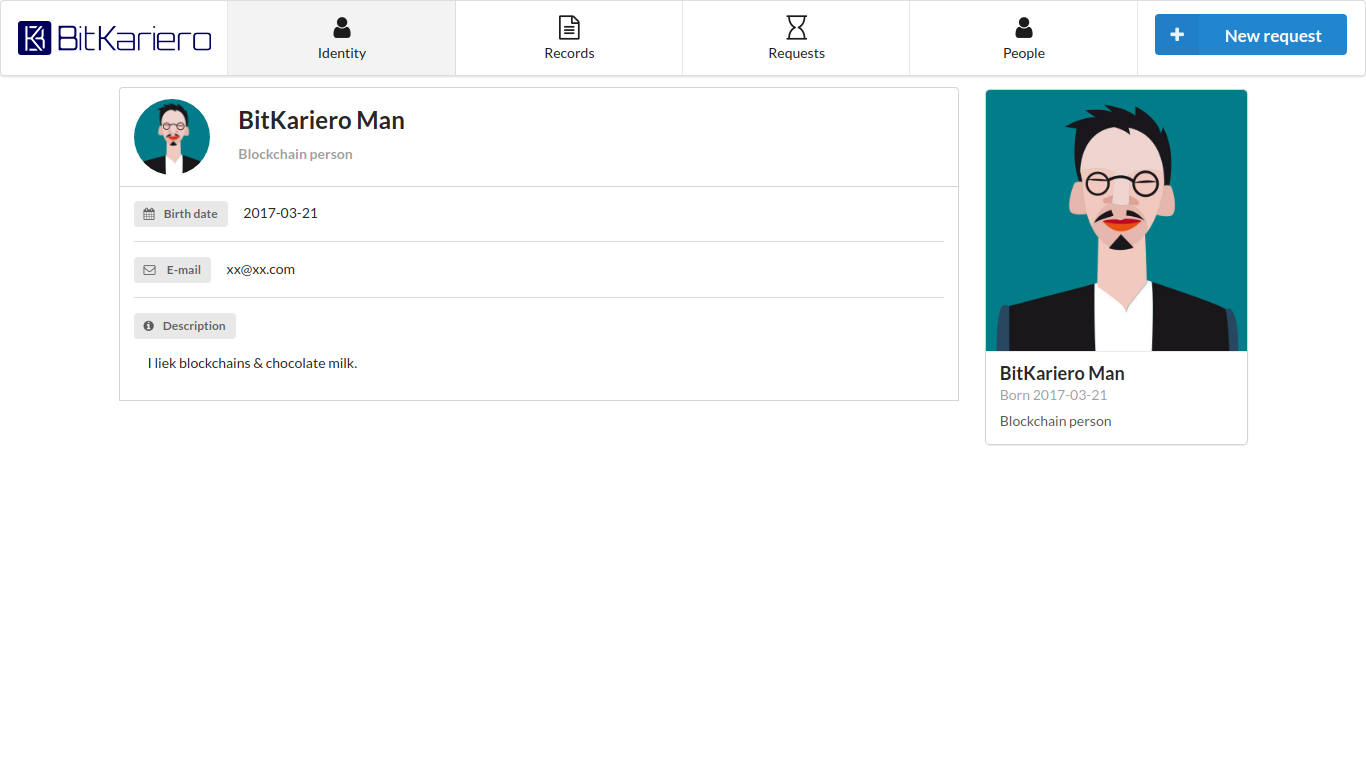 BitKariero
Identity
Records
Requests
People
New request
BitKariero Man
Blockchain person
Birth date 2017-03-21
E-mail xx@xx.com
Description
I liek blockchains & chocolate milk.
BitKariero Man
Born 2017-03-21
Blockchain person